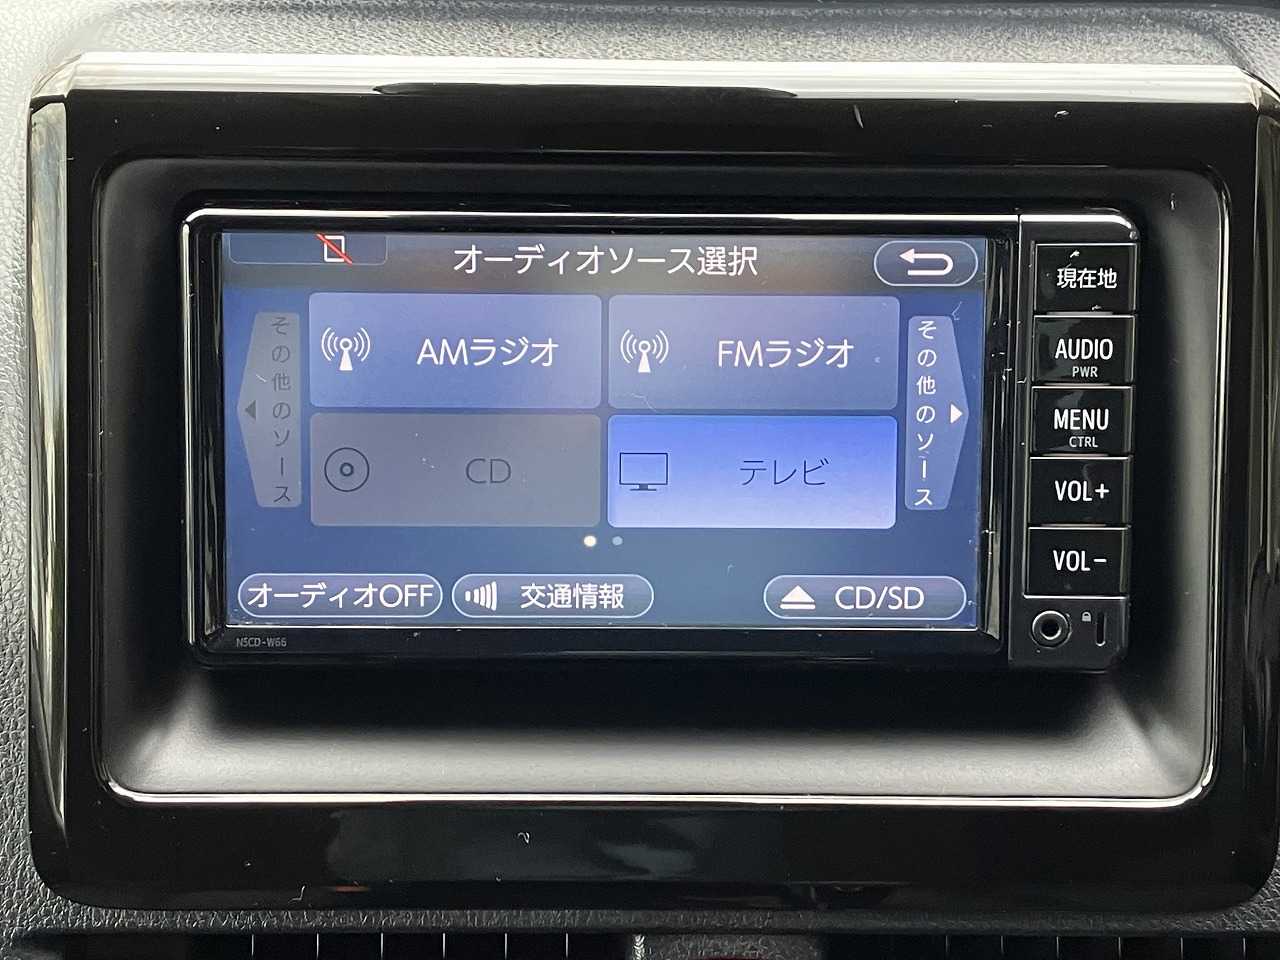 オーディオソース選択
その他のソース
AMラジオ
FMラジオ
その他のソース
CD
テレビ
オーディオOFF
交通情報
CD/SD
現在地
AUDIO
PWR
MENU
CTRL
VOL+
VOL-
NSCD-W66